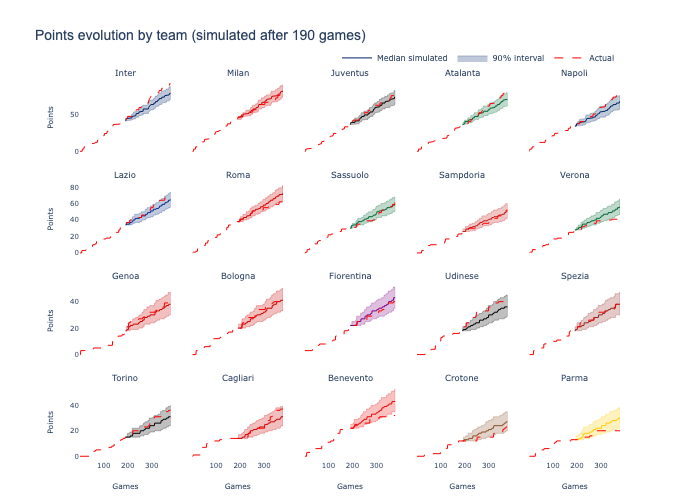 Points evolution by team (simulated after 190 games)
Median simulated 90% interval Actual
Inter Milan Juventus Atalanta Napoli
Points
50
0
Lazio Roma Sassuolo Sampdoria Verona
Points
80
60
40
20
0
Genoa Bologna Fiorentina Udinese Spezia
Points
40
20
0
Torino Cagliari Benevento Crotone Parma
Points
40
20
0
100 200 300 100 200 300 100 200 300 100 200 300 100 200 300
Games Games Games Games Games